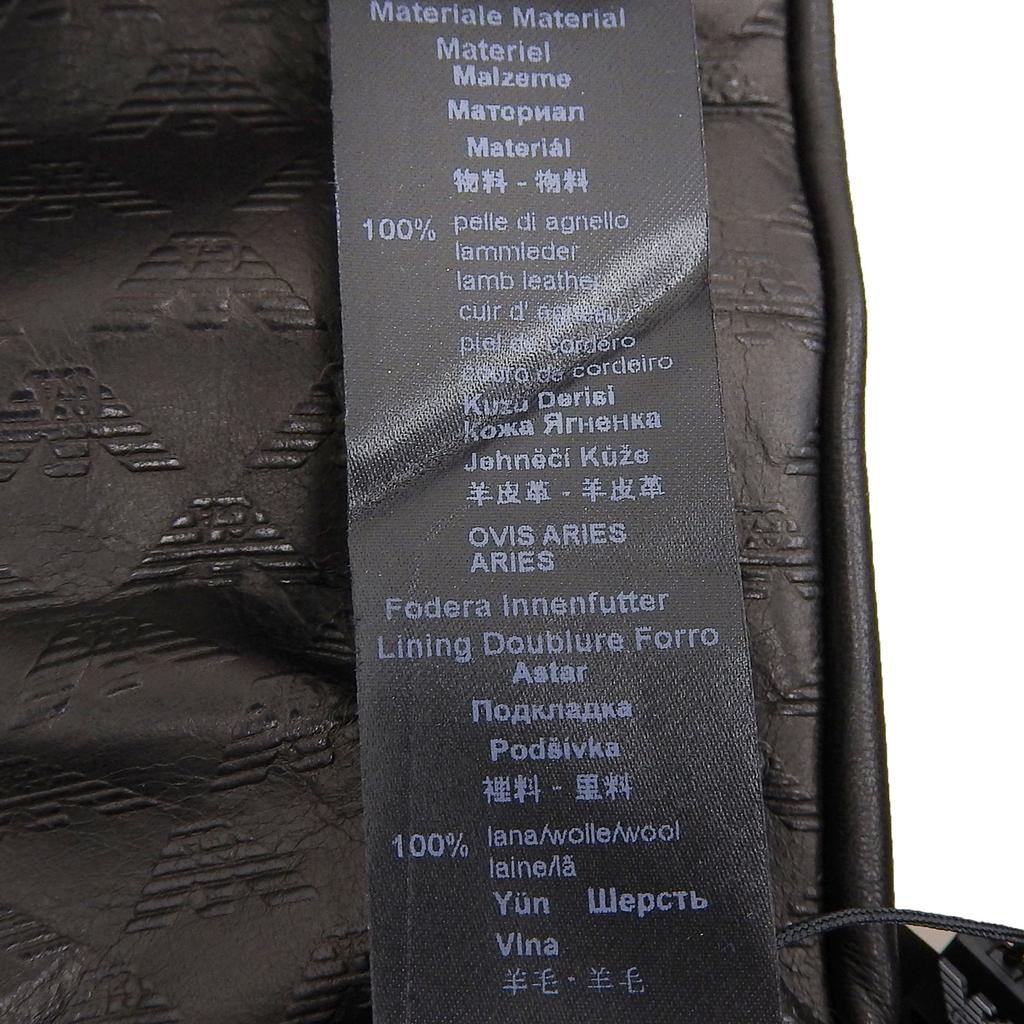 Materiale Material
Materiel
Malzeme
Материал
Materiál
物料 - 物料
100% pelle di agnello
lammleder
lamb leather
cuir d' agneau
piel de cordero
couro de cordeiro
Kuzu Derisi
Кожа Ягненка
Jehněčí Kůže
羊皮革 - 羊皮革
OVIS ARIES
ARIES
Fodera Innenfutter
Lining Doublure Forro
Astar
Подкладка
Podšívka
裡料 - 里料
100% lana/wolle/wool
laine/lã
Yün Шерсть
Vlna
羊毛 - 羊毛